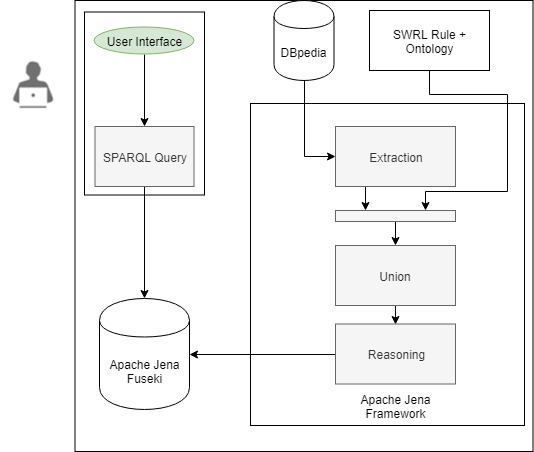 User Interface
SPARQL Query
DBpedia
SWRL Rule +
Ontology
Extraction
Union
Reasoning
Apache Jena
Framework
Apache Jena
Fuseki